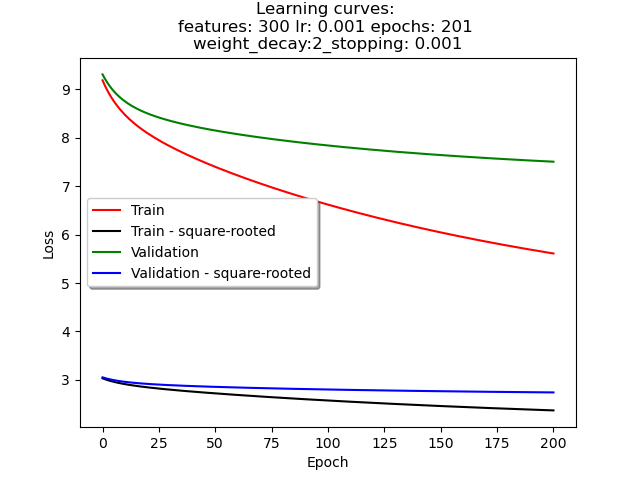 Learning curves:
features: 300 lr: 0.001 epochs: 201
weight_decay:2_stopping: 0.001
9
8
7
6
5
4
3
Loss
Train
Train - square-rooted
Validation
Validation - square-rooted
0 25 50 75 100 125 150 175 200
Epoch